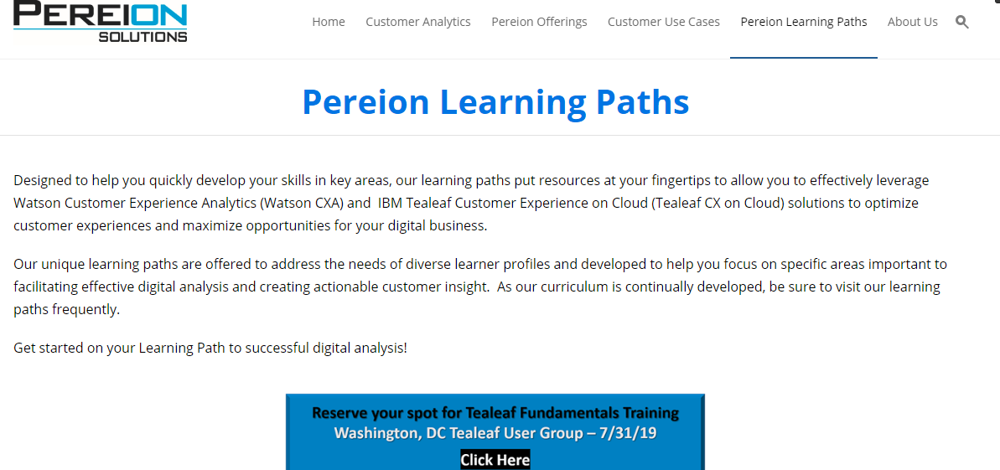 PEREION
SOLUTIONS
Home Customer Analytics Pereion Offerings Customer Use Cases Pereion Learning Paths About Us
Pereion Learning Paths
Designed to help you quickly develop your skills in key areas, our learning paths put resources at your fingertips to allow you to effectively leverage
Watson Customer Experience Analytics (Watson CXA) and  IBM Tealeaf Customer Experience on Cloud (Tealeaf CX on Cloud) solutions to optimize
customer experiences and maximize opportunities for your digital business.
Our unique learning paths are offered to address the needs of diverse learner profiles and developed to help you focus on specific areas important to
facilitating effective digital analysis and creating actionable customer insight.  As our curriculum is continually developed, be sure to visit our learning
paths frequently.
Get started on your Learning Path to successful digital analysis!
Reserve your spot for Tealeaf Fundamentals Training
Washington, DC Tealeaf User Group – 7/31/19
Click Here